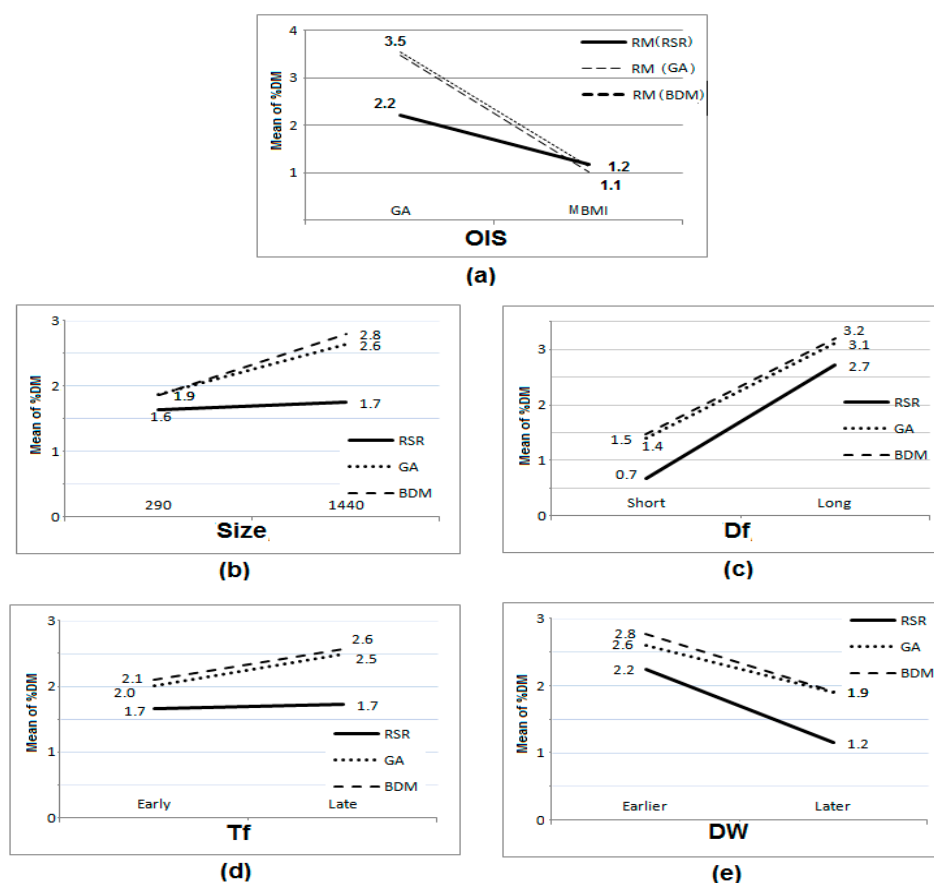 4
3.5
RM(RSR)
RM (GA)
3
RM(BDM)
Mean of %DM
2.2
2
1.2
1
1.1
GA
MBMI
OIS
(a)
3
2.8
2.6
Mean of %DM
2
1.9
1.6
1.7
1
RSR
GA
BDM
290
1440
0
Size
(b)
3.2
3.1
3
2.7
Mean of %DM
2
RSR
1.5
1.4
GA
BDM
1
0.7
Short
Long
0
Df
(c)
3
2.6
2.5
Mean of %DM
2.1
2.0
2
1.7
1.7
RSR
1
GA
BDM
Early
Late
0
Tf
(d)
3
RSR
2.8
GA
2.6
BDM
Mean of %DM
2.2
2
1.9
1.2
1
Earlier
Later
0
DW
(e)